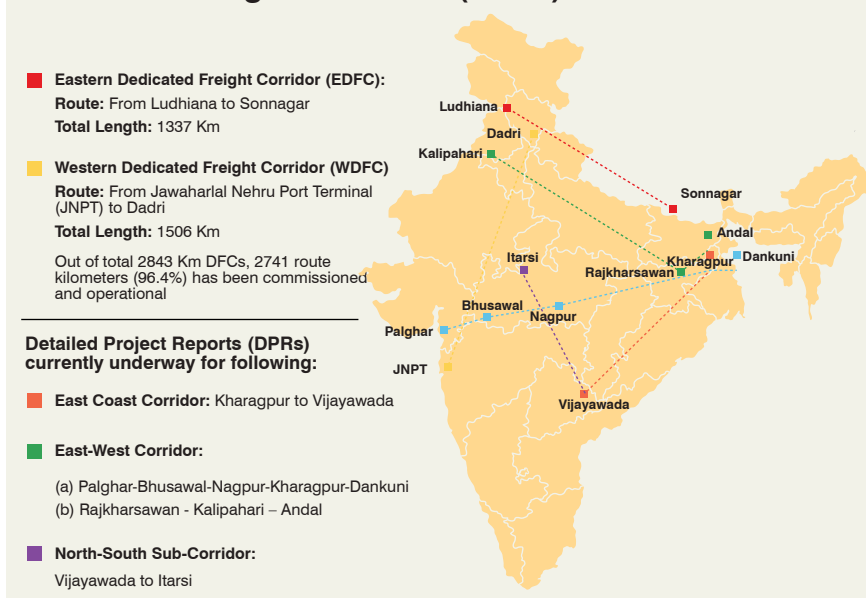 Eastern Dedicated Freight Corridor (EDFC):
Route: From Ludhiana to Sonnagar
Total Length: 1337 Km
Western Dedicated Freight Corridor (WDFC)
Route: From Jawaharlal Nehru Port Terminal
(JNPT) to Dadri
Total Length: 1506 Km
Out of total 2843 Km DFCs, 2741 route
kilometers (96.4%) has been commissioned
and operational
Detailed Project Reports (DPRs)
currently underway for following:
East Coast Corridor: Kharagpur to Vijayawada
East-West Corridor:
(a) Palghar-Bhusawal-Nagpur-Kharagpur-Dankuni
(b) Rajkharsawan - Kalipahari – Andal
North-South Sub-Corridor:
Vijayawada to Itarsi
Ludhiana
Dadri
Kalipahari
Sonnagar
Andal
Itarsi
Kharagpur
Dankuni
Rajkharsawan
Bhusawal
Nagpur
Palghar
JNPT
Vijayawada